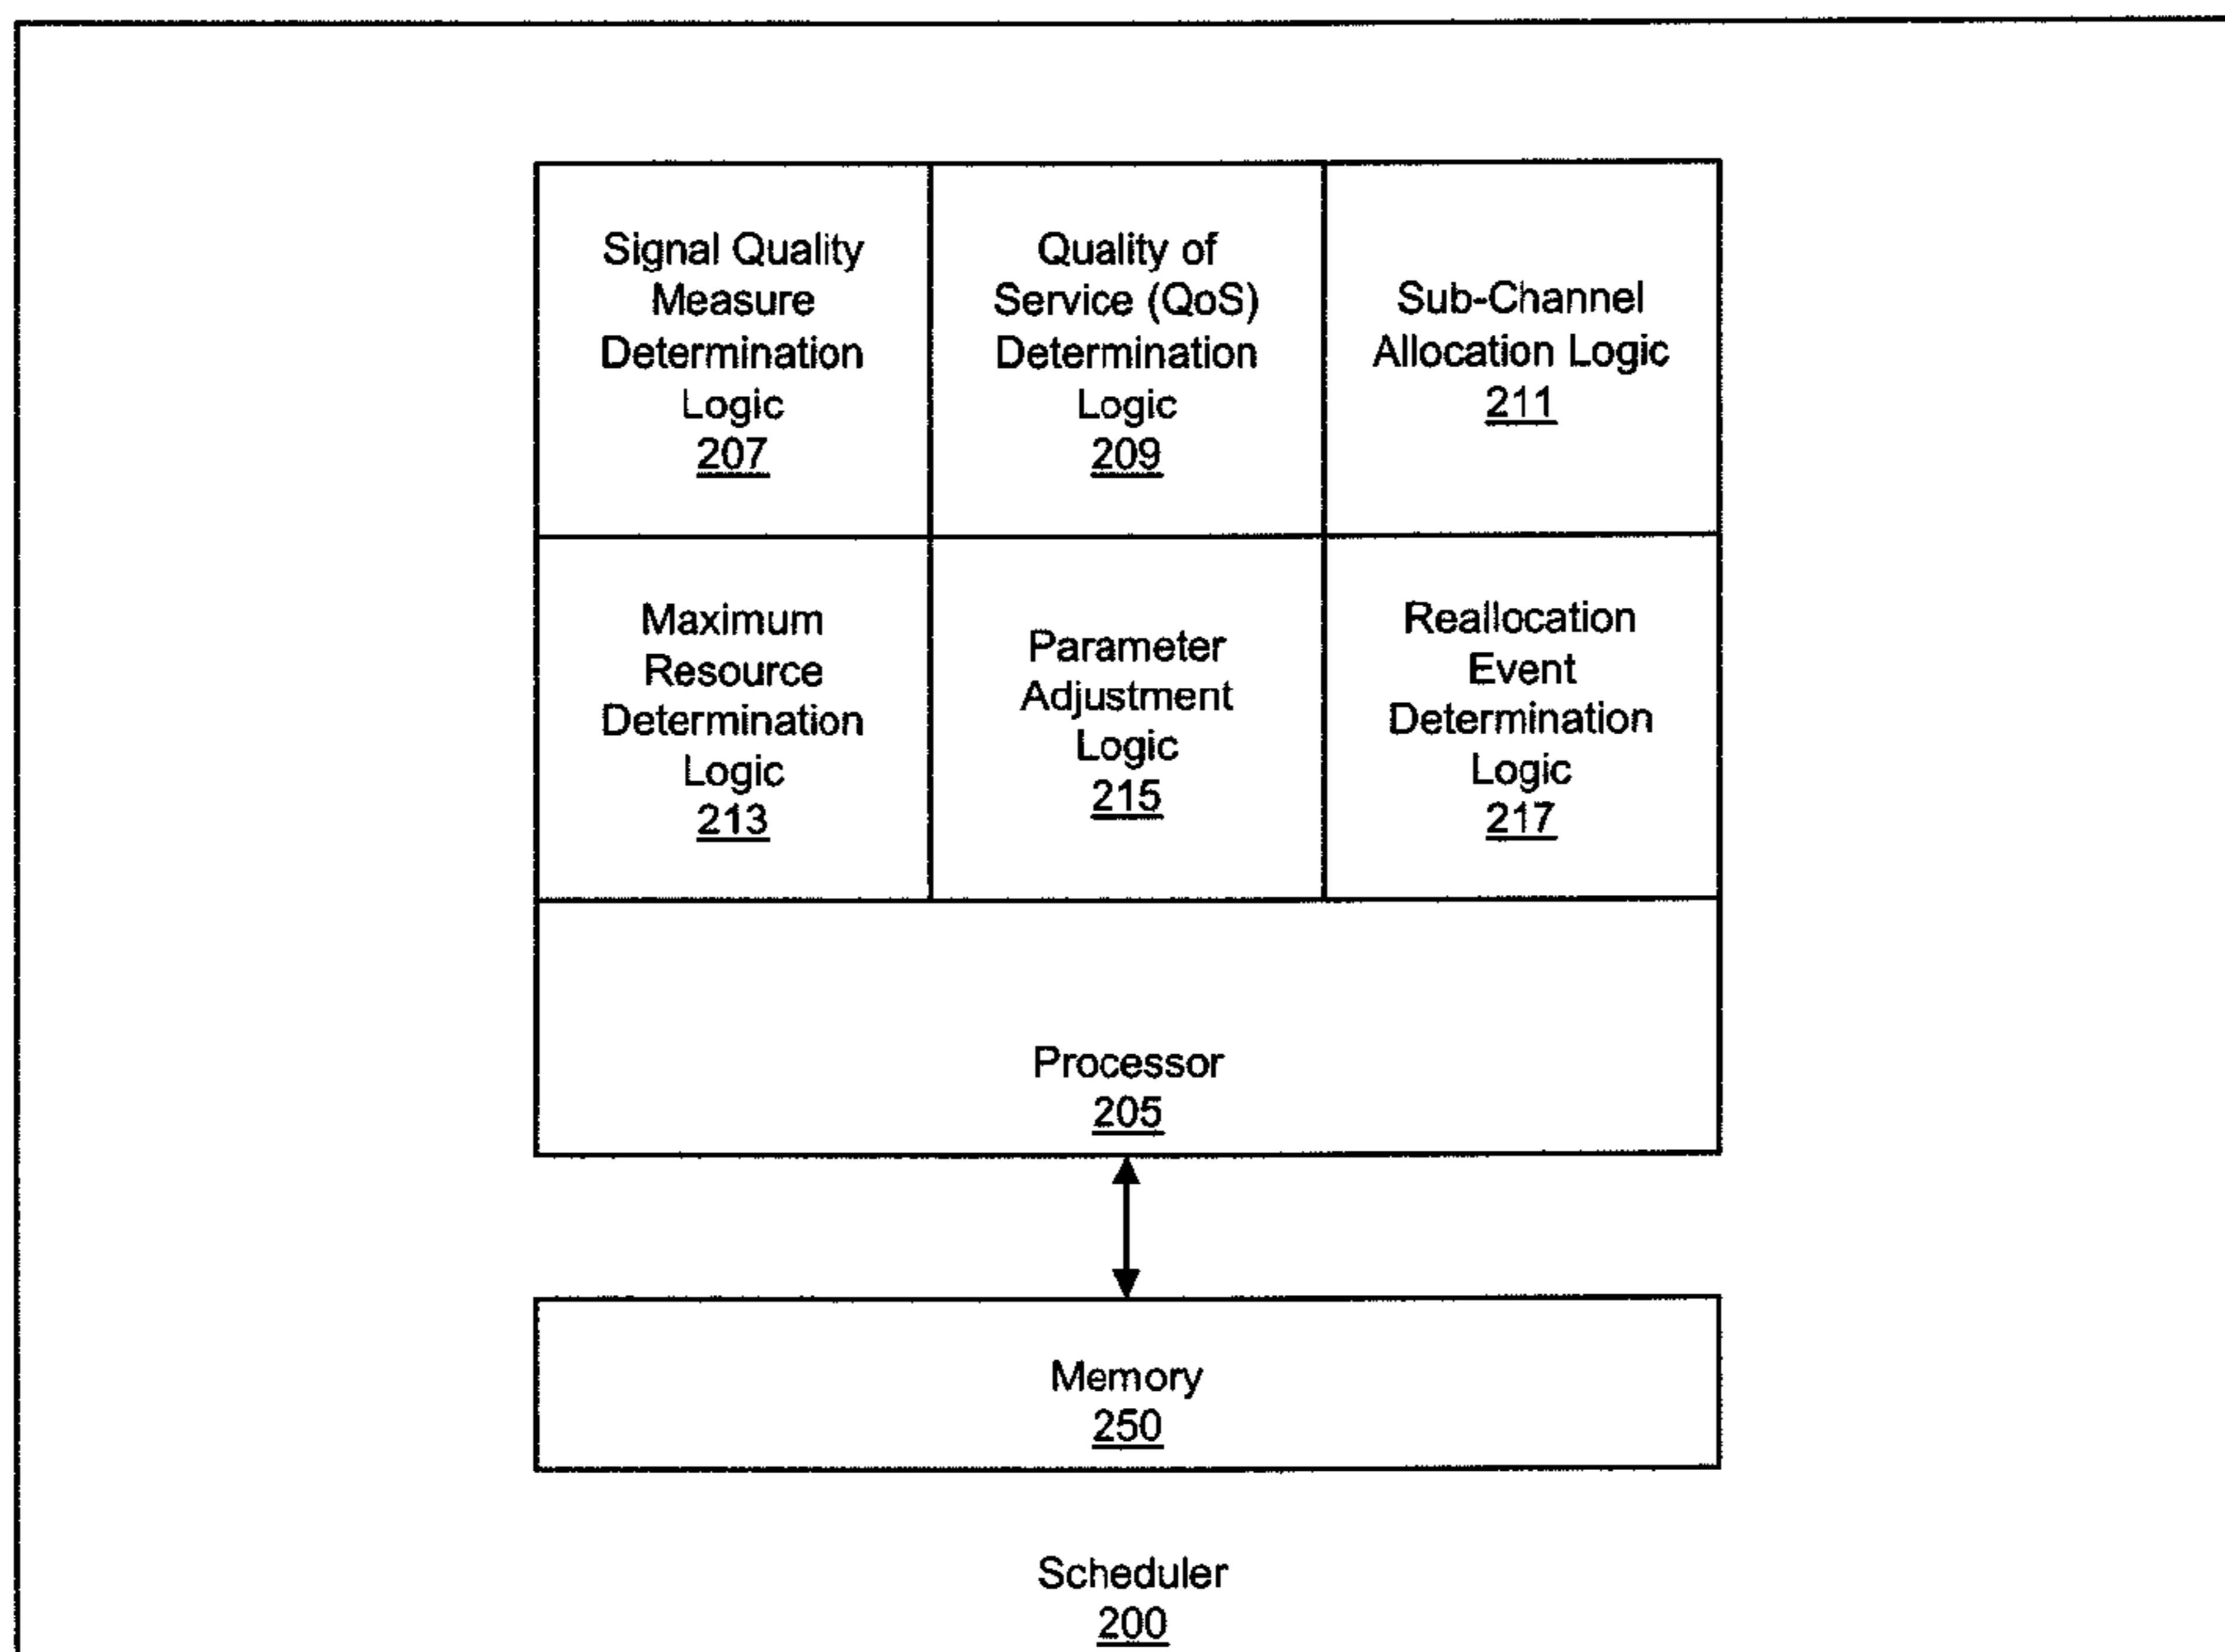 Signal Quality
Measure
Determination
Logic
207
Quality of
Service (QoS)
Determination
Logic
209
Sub-Channel
Allocation Logic
211
Maximum
Resource
Determination
Logic
213
Parameter
Adjustment
Logic
215
Reallocation
Event
Determination
Logic
217
Processor
205
Memory
250
Scheduler
200